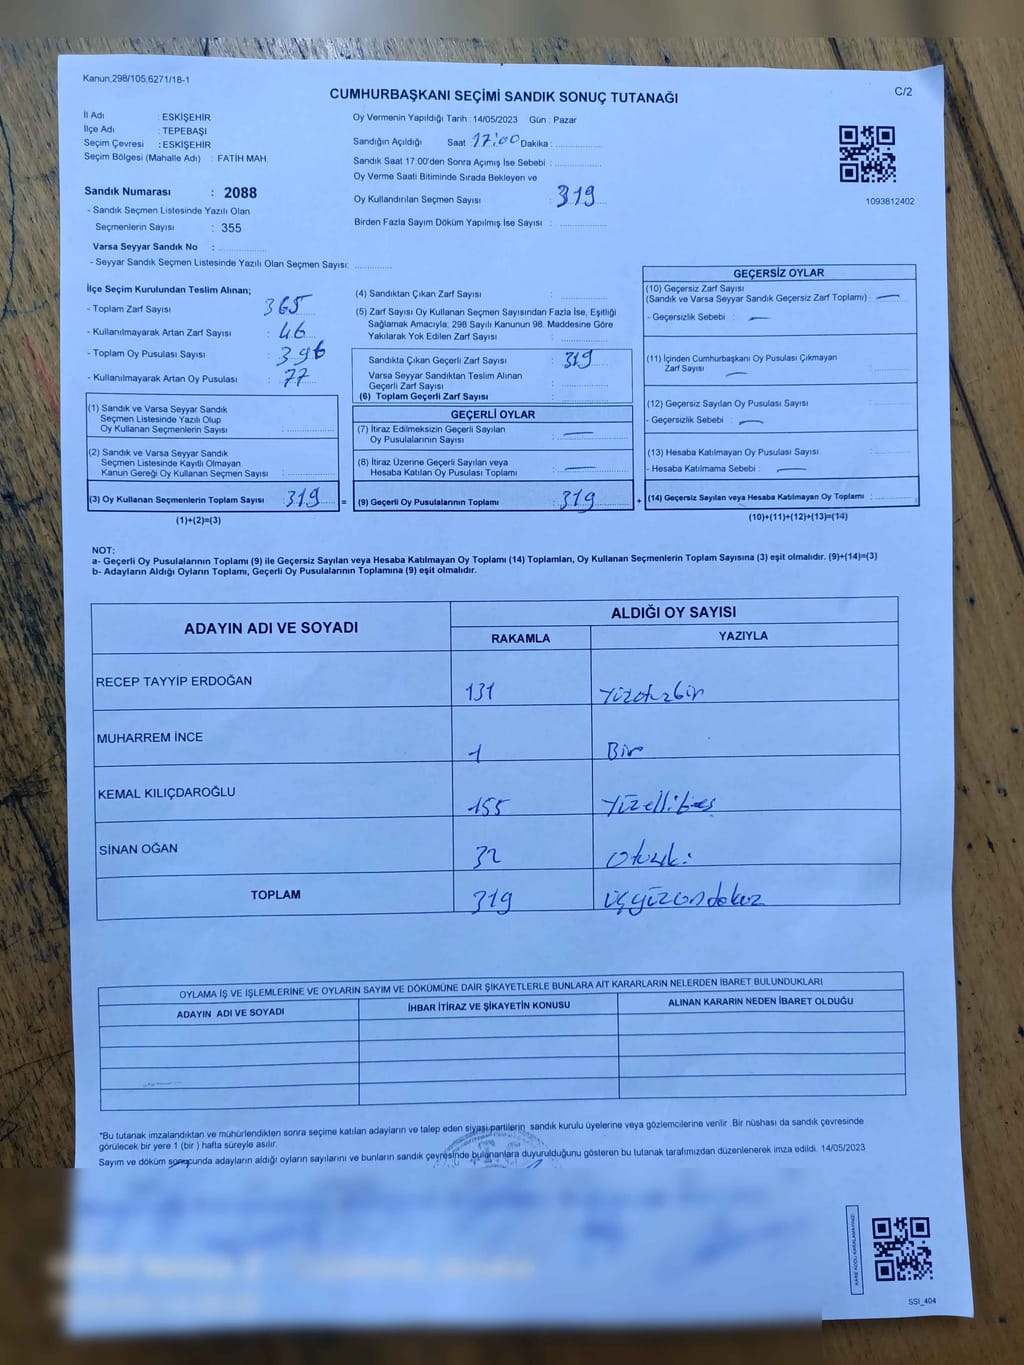 Kanun,298/105,6271/18-1
C/2
CUMHURBAŞKANI SEÇİMİ SANDIK SONUÇ TUTANAĞI
İl Adı : ESKİŞEHİR
İlçe Adı : TEPEBAŞI
Seçim Çevresi : ESKİŞEHİR
Seçim Bölgesi (Mahalle Adı) : FATİH MAH.
Sandık Numarası : 2088
- Sandık Seçmen Listesinde Yazılı Olan
Seçmenlerin Sayısı : 355
Varsa Seyyar Sandık No :
- Seyyar Sandık Seçmen Listesinde Yazılı Olan Seçmen Sayısı:
Oy Vermenin Yapıldığı Tarih : 14/05/2023 Gün : Pazar
Sandığın Açıldığı Saat 17:00 Dakika :
Sandık Saat 17:00'den Sonra Açımış İse Sebebi :
Oy Verme Saati Bitiminde Sırada Bekleyen ve
Oy Kullandırılan Seçmen Sayısı : 319
Birden Fazla Sayım Döküm Yapılmış İse Sayısı :
1093812402
İlçe Seçim Kurulundan Teslim Alınan;
- Toplam Zarf Sayısı : 365
- Kullanılmayarak Artan Zarf Sayısı : 46
- Toplam Oy Pusulası Sayısı : 396
- Kullanılmayarak Artan Oy Pusulası : 77
(1) Sandık ve Varsa Seyyar Sandık
Seçmen Listesinde Yazılı Olup
Oy Kullanan Seçmenlerin Sayısı :
(2) Sandık ve Varsa Seyyar Sandık
Seçmen Listesinde Kayıtlı Olmayan
Kanun Gereği Oy Kullanan Seçmen Sayısı :
(3) Oy Kullanan Seçmenlerin Toplam Sayısı : 319 =
(1)+(2)=(3)
(4) Sandıktan Çıkan Zarf Sayısı :
(5) Zarf Sayısı Oy Kullanan Seçmen Sayısından Fazla İse, Eşitliği
Sağlamak Amacıyla; 298 Sayılı Kanunun 98. Maddesine Göre
Yakılarak Yok Edilen Zarf Sayısı :
Sandıkta Çıkan Geçerli Zarf Sayısı : 319
Varsa Seyyar Sandıktan Teslim Alınan
Geçerli Zarf Sayısı :
(6) Toplam Geçerli Zarf Sayısı :
GEÇERLİ OYLAR
(7) İtiraz Edilmeksizin Geçerli Sayılan
Oy Pusulalarının Sayısı : —
(8) İtiraz Üzerine Geçerli Sayılan veya
Hesaba Katılan Oy Pusulası Toplamı : —
(9) Geçerli Oy Pusulalarının Toplamı : 319 +
GEÇERSİZ OYLAR
(10) Geçersiz Zarf Sayısı
(Sandık ve Varsa Seyyar Sandık Geçersiz Zarf Toplamı) : —
- Geçersizlik Sebebi : —
(11) İçinden Cumhurbaşkanı Oy Pusulası Çıkmayan
Zarf Sayısı : —
(12) Geçersiz Sayılan Oy Pusulası Sayısı :
- Geçersizlik Sebebi : —
(13) Hesaba Katılmayan Oy Pusulası Sayısı :
- Hesaba Katılmama Sebebi : —
(14) Geçersiz Sayılan veya Hesaba Katılmayan Oy Toplamı :
(10)+(11)+(12)+(13)=(14)
NOT:
a- Geçerli Oy Pusulalarının Toplamı (9) ile Geçersiz Sayılan veya Hesaba Katılmayan Oy Toplamı (14) Toplamları, Oy Kullanan Seçmenlerin Toplam Sayısına (3) eşit olmalıdır. (9)+(14)=(3)
b- Adayların Aldığı Oyların Toplamı, Geçerli Oy Pusulalarının Toplamına (9) eşit olmalıdır.
ADAYIN ADI VE SOYADI
ALDIĞI OY SAYISI
RAKAMLA YAZIYLA
RECEP TAYYİP ERDOĞAN 131 Yüzotuzbir
MUHARREM İNCE 1 Bir
KEMAL KILIÇDAROĞLU 155 Yüzellibeş
SİNAN OĞAN 32 Otuziki
TOPLAM 319 üçyüzondokuz
OYLAMA İŞ VE İŞLEMLERİNE VE OYLARIN SAYIM VE DÖKÜMÜNE DAİR ŞİKAYETLERLE BUNLARA AİT KARARLARIN NELERDEN İBARET BULUNDUKLARI
ADAYIN ADI VE SOYADI İHBAR İTİRAZ VE ŞİKAYETİN KONUSU ALINAN KARARIN NEDEN İBARET OLDUĞU
*Bu tutanak imzalandıktan ve mühürlendikten sonra seçime katılan adayların ve talep eden siyasi partilerin sandık kurulu üyelerine veya gözlemcilerine verilir. Bir nüshası da sandık çevresinde
görülecek bir yere 1 (bir ) hafta süreyle asılır.
Sayım ve döküm sonucunda adayların aldığı oyların sayılarını ve bunların sandık çevresinde bulunanlara duyurulduğunu gösteren bu tutanak tarafımızdan düzenlenerek imza edildi. 14/05/2023
SSI_404